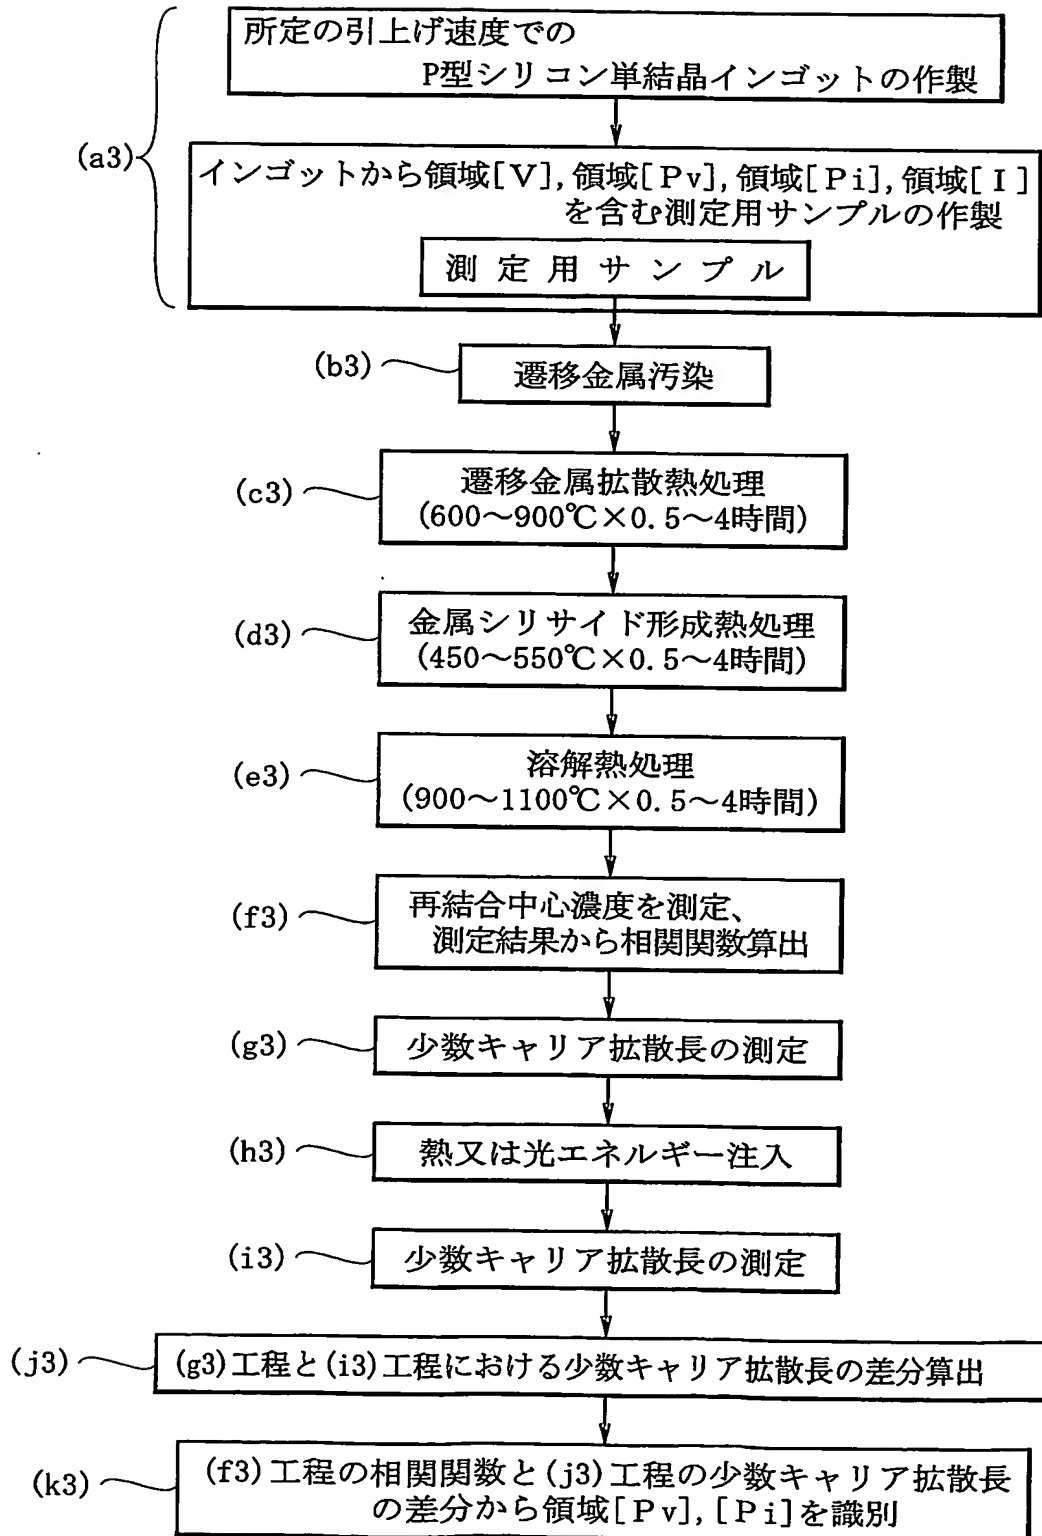 所定の引上げ速度での
P型シリコン単結晶インゴットの作製
(a3)
インゴットから領域[V],領域[Pv],領域[Pi],領域[I]
を含む測定用サンプルの作製
測定用サンプル
(b3)
遷移金属汚染
(c3)
遷移金属拡散熱処理
(600～900℃×0.5～4時間)
(d3)
金属シリサイド形成熱処理
(450～550℃×0.5～4時間)
(e3)
溶解熱処理
(900～1100℃×0.5～4時間)
(f3)
再結合中心濃度を測定、
測定結果から相関関数算出
(g3)
少数キャリア拡散長の測定
(h3)
熱又は光エネルギー注入
(i3)
少数キャリア拡散長の測定
(j3)
(g3)工程と(i3)工程における少数キャリア拡散長の差分算出
(k3)
(f3)工程の相関関数と(j3)工程の少数キャリア拡散長
の差分から領域[Pv],[Pi]を識別